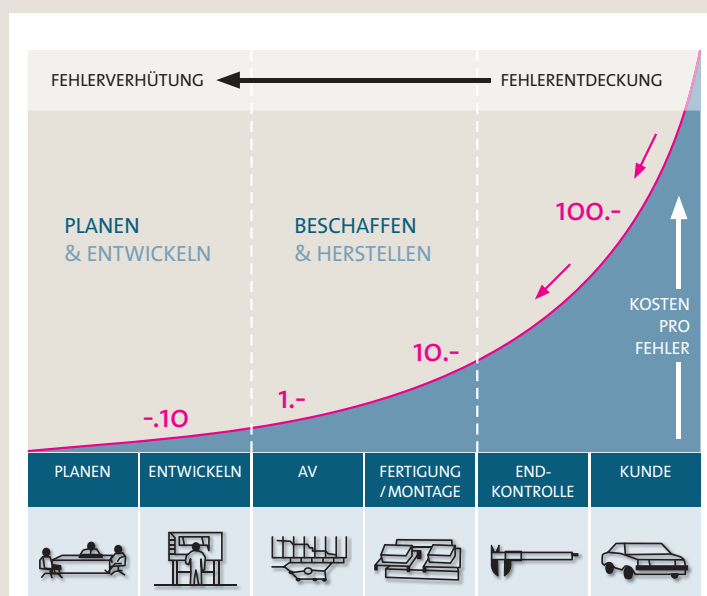 FEHLERVERHÜTUNG
FEHLERENTDECKUNG
PLANEN
& ENTWICKELN
BESCHAFFEN
& HERSTELLEN
100.-
10.-
1.-
-.10
KOSTEN
PRO
FEHLER
PLANEN
ENTWICKELN
AV
FERTIGUNG
/ MONTAGE
END-
KONTROLLE
KUNDE